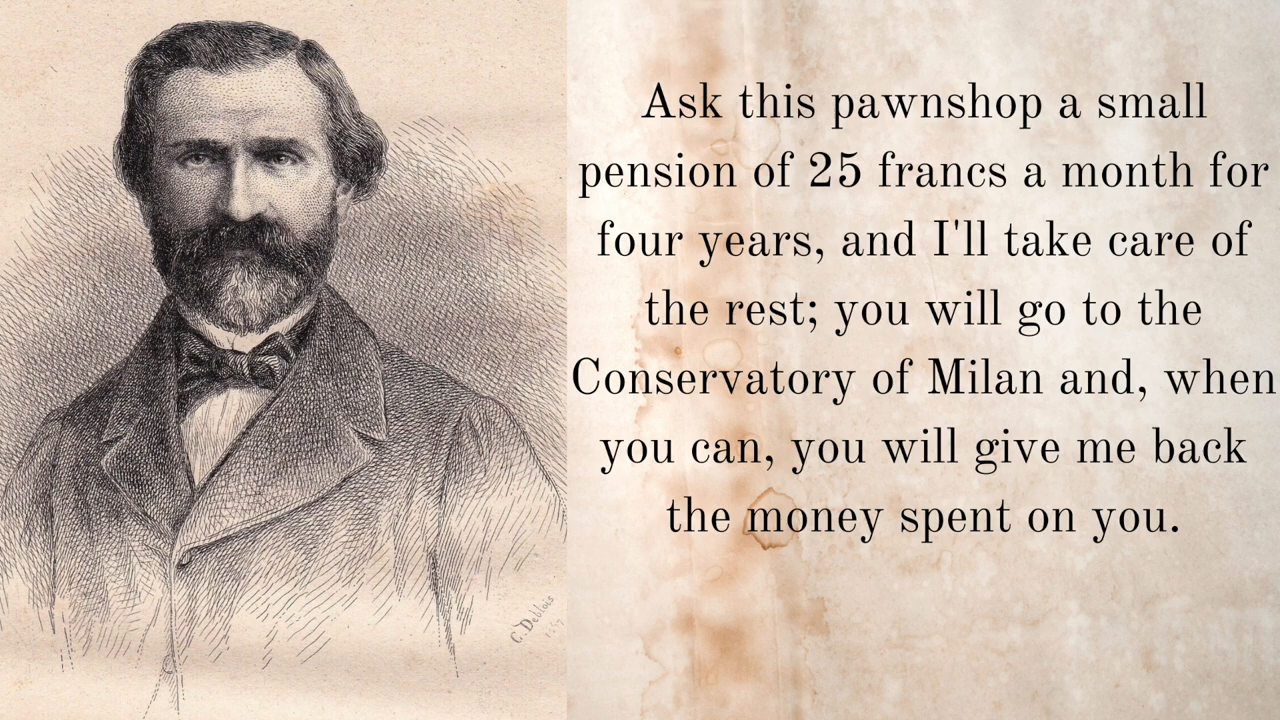 Ask this pawnshop a small
pension of 25 francs a month for
four years, and I'll take care of
the rest; you will go to the
Conservatory of Milan and, when
you can, you will give me back
the money spent on you.
C. Deblois